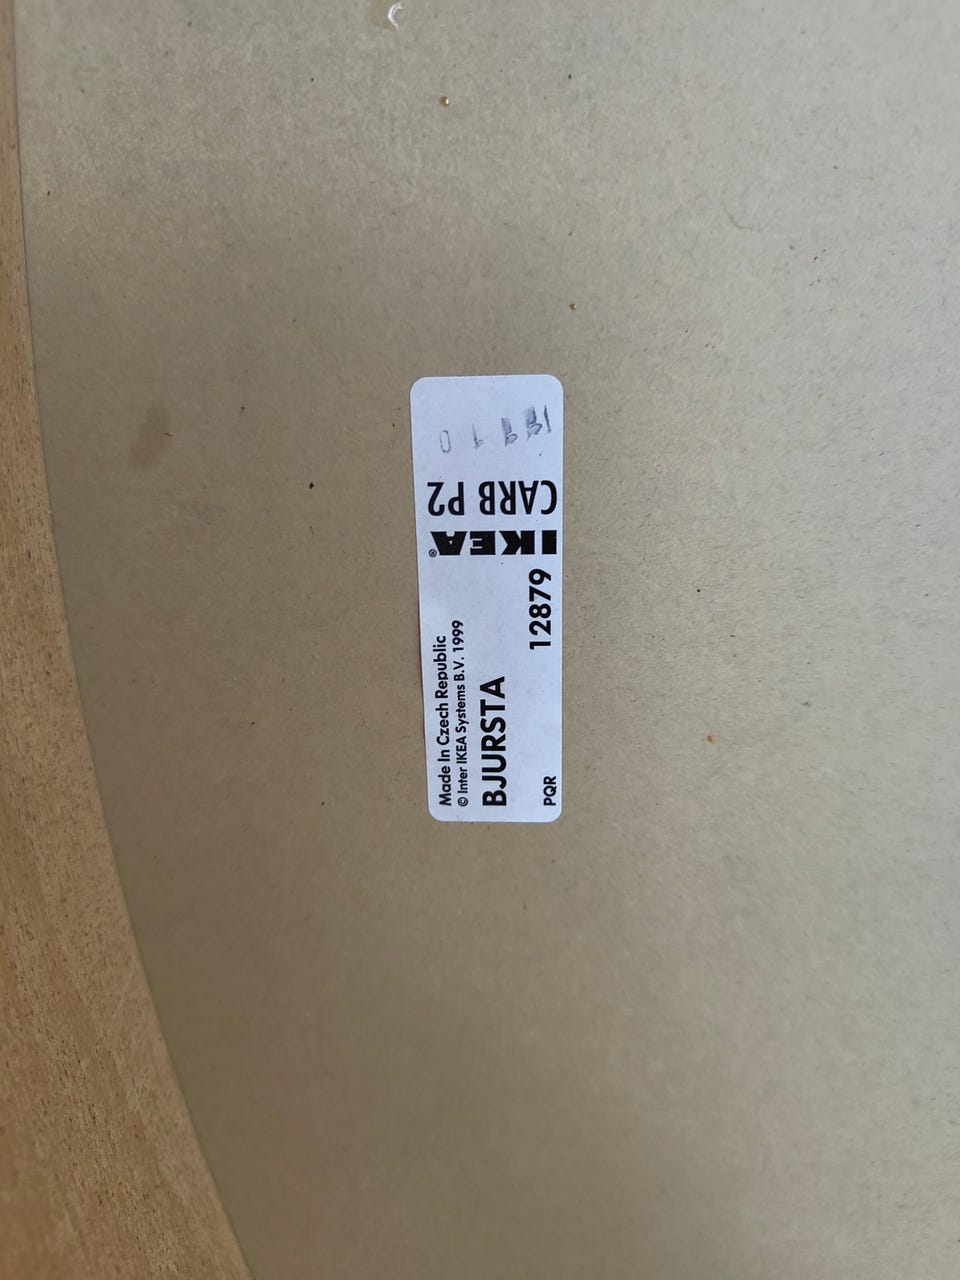 Made In Czech Republic
© Inter IKEA Systems B.V. 1999
BJURSTA
PQR
12879
IKEA®
CARB P2